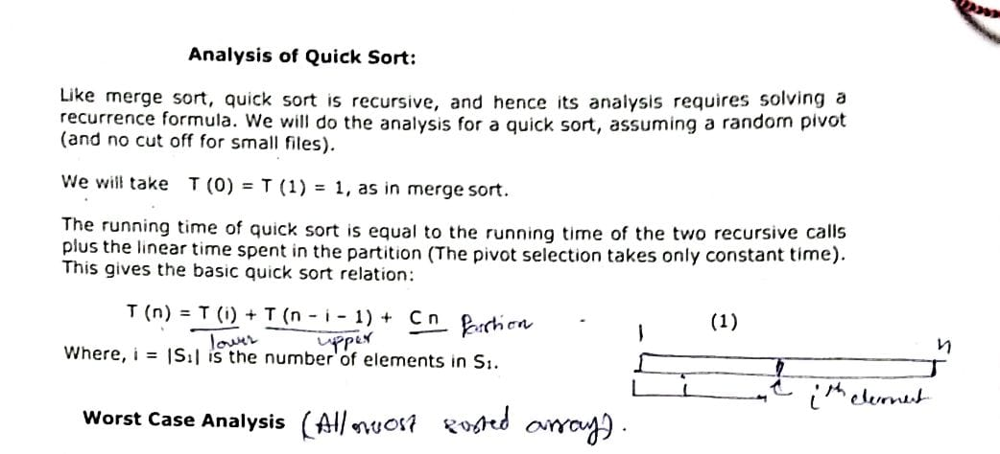 Analysis of Quick Sort:
Like merge sort, quick sort is recursive, and hence its analysis requires solving a
recurrence formula. We will do the analysis for a quick sort, assuming a random pivot
(and no cut off for small files).
We will take T (0) = T (1) = 1, as in merge sort.
The running time of quick sort is equal to the running time of the two recursive calls
plus the linear time spent in the partition (The pivot selection takes only constant time).
This gives the basic quick sort relation:
T (n) = T (i) + T (n - i - 1) + C n Partion (1)
lower upper
1 n
Where, i = |S₁| is the number of elements in S₁.
i
i th element
Worst Case Analysis (All most sorted array).